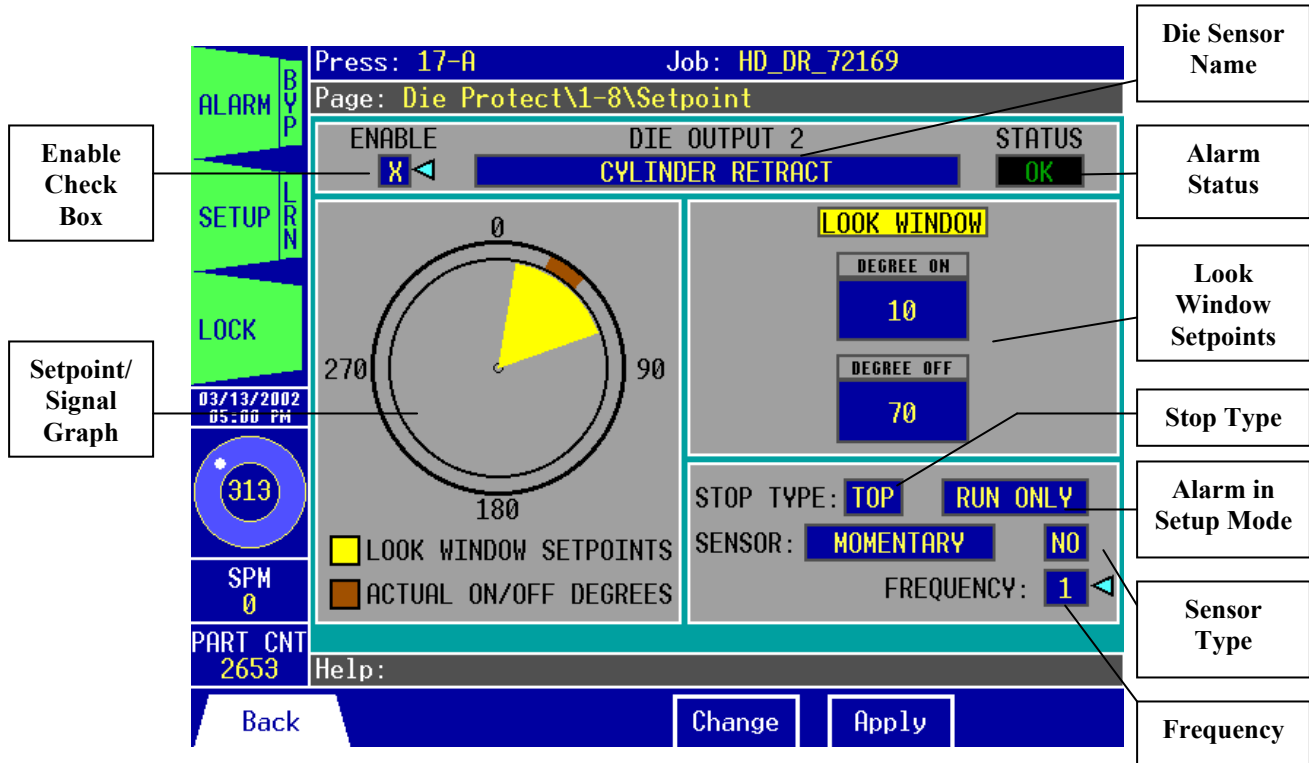 Press: 17-A Job: HD_DR_72169
Page: Die Protect\1-8\Setpoint
ALARM
BYP
SETUP
LRN
LOCK
03/13/2002
05:00 PM
313
SPM
0
PART CNT
2653
ENABLE DIE OUTPUT 2 STATUS
X CYLINDER RETRACT OK
0
90
180
270
LOOK WINDOW SETPOINTS
ACTUAL ON/OFF DEGREES
LOOK WINDOW
DEGREE ON
10
DEGREE OFF
70
STOP TYPE: TOP RUN ONLY
SENSOR: MOMENTARY NO
FREQUENCY: 1
Help:
Back Change Apply
Enable
Check
Box
Setpoint/
Signal
Graph
Die Sensor
Name
Alarm
Status
Look
Window
Setpoints
Stop Type
Alarm in
Setup Mode
Sensor
Type
Frequency